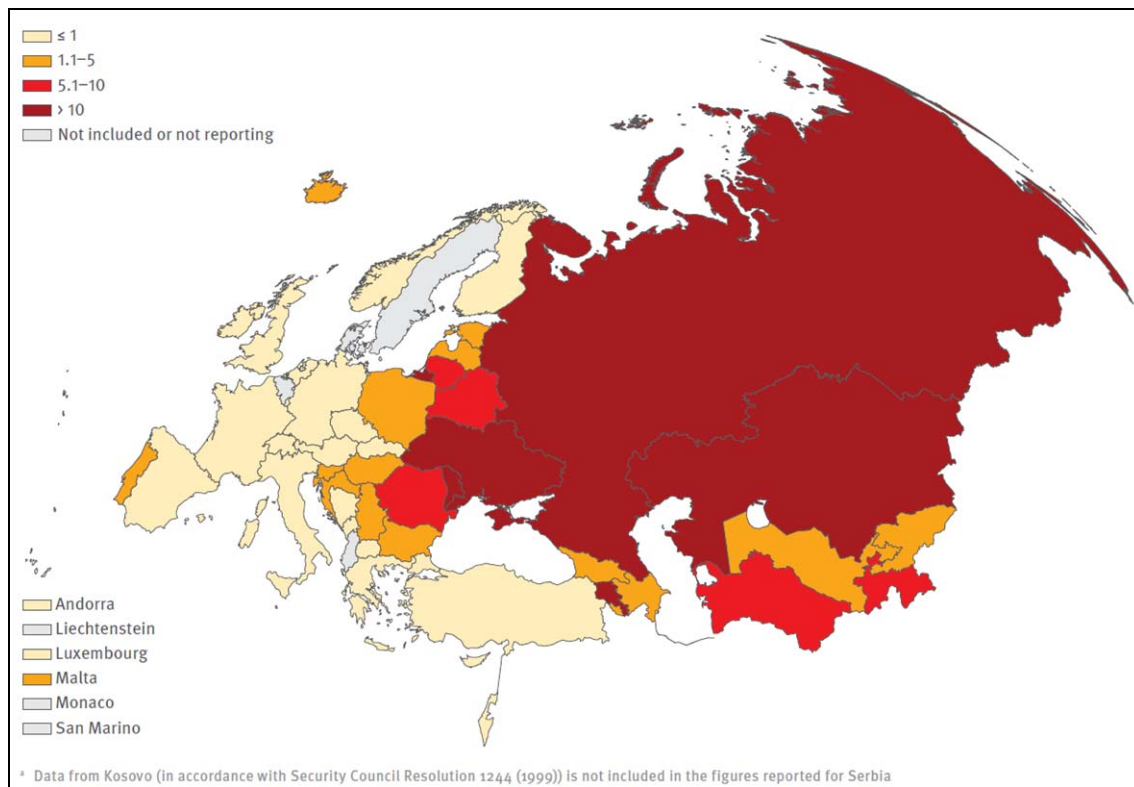 ≤ 1
1.1–5
5.1–10
> 10
Not included or not reporting
Andorra
Liechtenstein
Luxembourg
Malta
Monaco
San Marino
ᵃ Data from Kosovo (in accordance with Security Council Resolution 1244 (1999)) is not included in the figures reported for Serbia